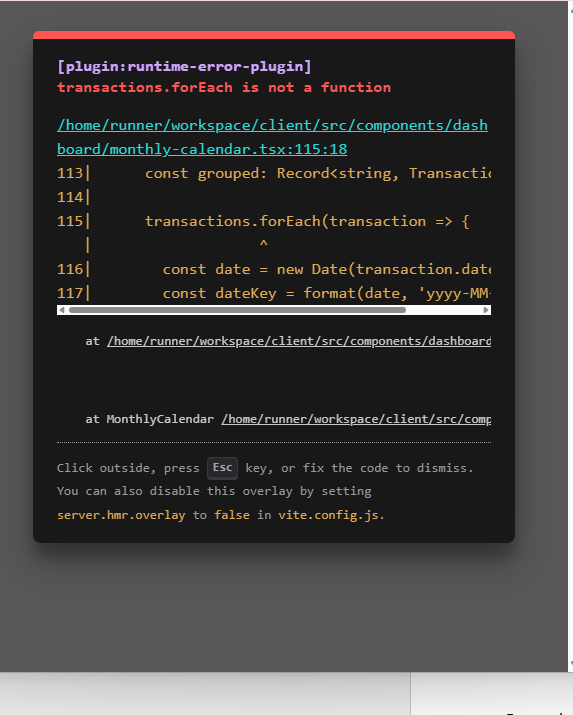 [plugin:runtime-error-plugin]
transactions.forEach is not a function
/home/runner/workspace/client/src/components/dash
board/monthly-calendar.tsx:115:18
113|      const grouped: Record<string, Transactio
114|
115|      transactions.forEach(transaction => {
   |                   ^
116|        const date = new Date(transaction.date
117|        const dateKey = format(date, 'yyyy-MM-
at /home/runner/workspace/client/src/components/dashboard
at MonthlyCalendar /home/runner/workspace/client/src/comp
Click outside, press Esc key, or fix the code to dismiss.
You can also disable this overlay by setting
server.hmr.overlay to false in vite.config.js.